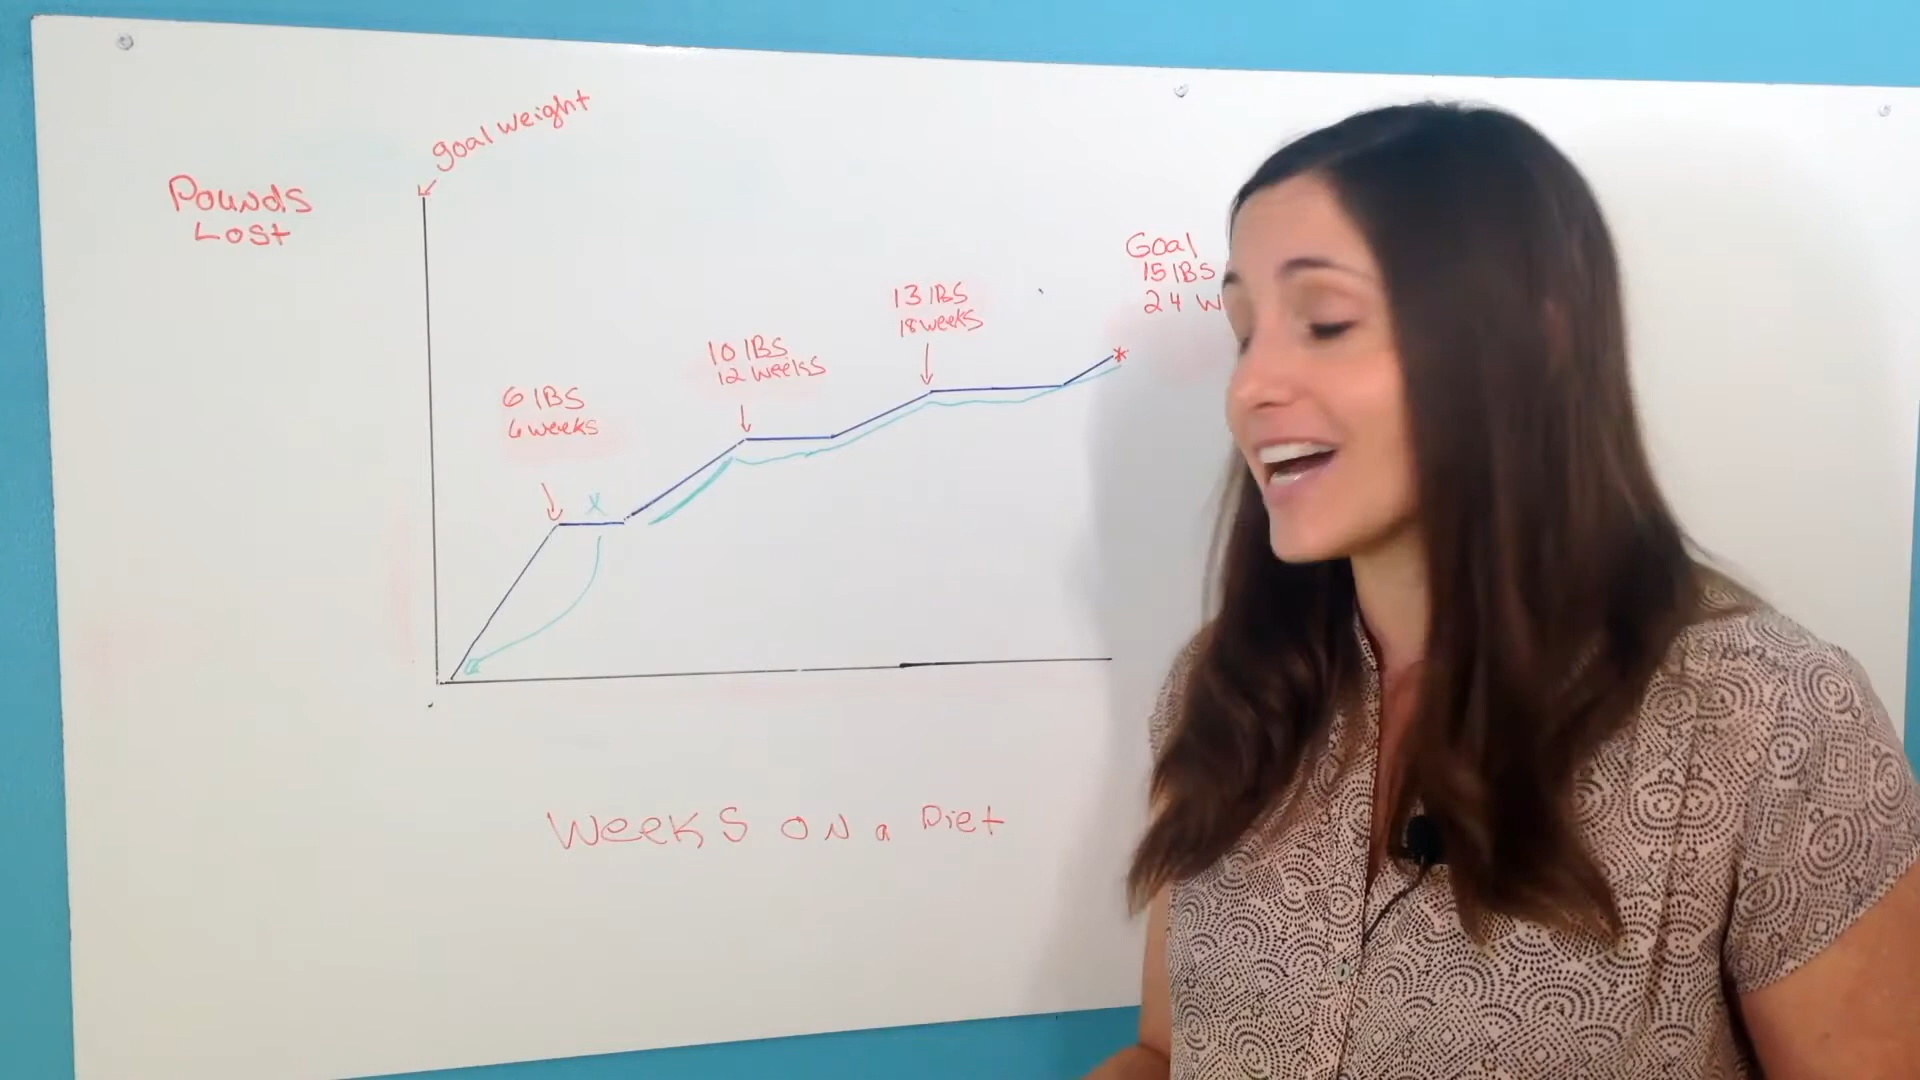 goal weight
Pounds
Lost
Goal
15 lBS
24 W
13 lBS
18 weeks
10 lBS
12 weeks
6 lBS
6 weeks
x
*
Weeks on a Diet